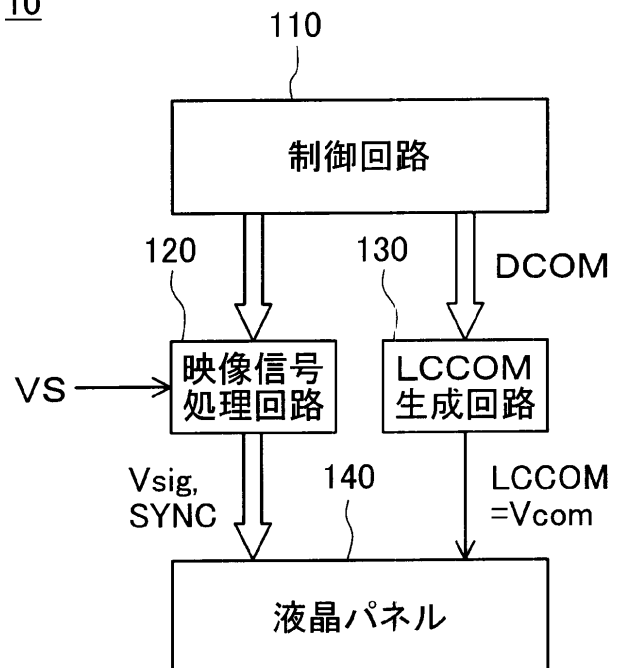 10
110
制御回路
120
130
DCOM
VS
映像信号
処理回路
LCCOM
生成回路
Vsig,
SYNC
140
LCCOM
=Vcom
液晶パネル